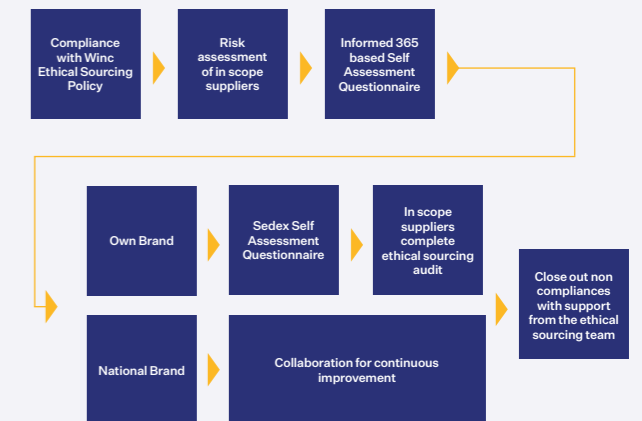 Compliance
with Winc
Ethical Sourcing
Policy
Risk
assessment
of in scope
suppliers
Informed 365
based Self
Assessment
Questionnaire
Own Brand
Sedex Self
Assessment
Questionnaire
In scope
suppliers
complete
ethical sourcing
audit
National Brand
Collaboration for continuous
improvement
Close out non
compliances
with support
from the ethical
sourcing team